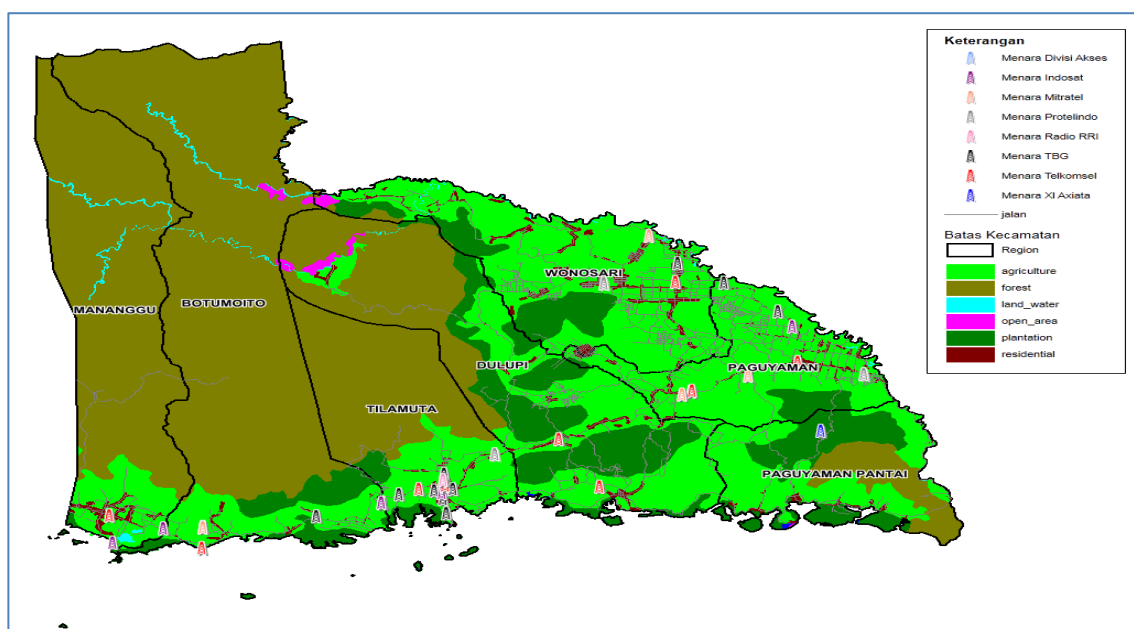 Keterangan
Menara Divisi Akses
Menara Indosat
Menara Mitratel
Menara Protelindo
Menara Radio RRI
Menara TBG
Menara Telkomsel
Menara XI Axiata
jalan
Batas Kecamatan
Region
agriculture
forest
land_water
open_area
plantation
residential
WONOSARI
MANANGGU
BOTUMOITO
DULUPI
PAGUYAMAN
TILAMUTA
PAGUYAMAN PANTAI